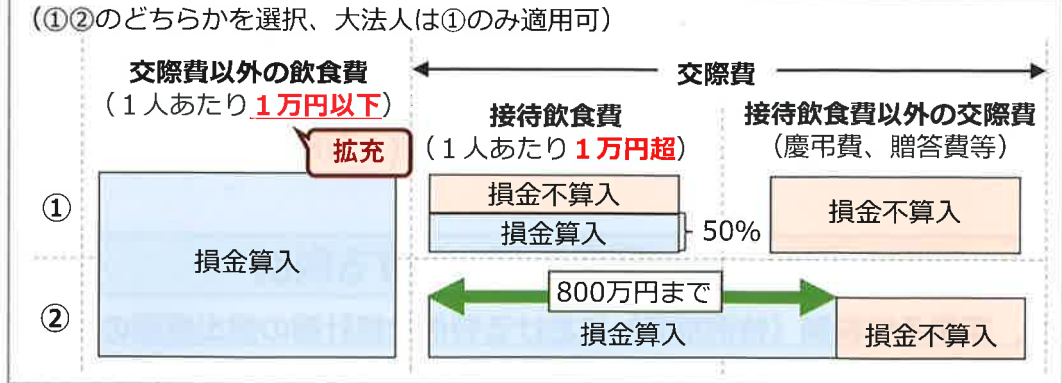 （①②のどちらかを選択、大法人は①のみ適用可）
交際費以外の飲食費
（１人あたり１万円以下）
拡充
交際費
接待飲食費
（１人あたり１万円超）
接待飲食費以外の交際費
（慶弔費、贈答費等）
①
損金算入
損金不算入
損金算入
50%
損金不算入
②
800万円まで
損金算入
損金不算入